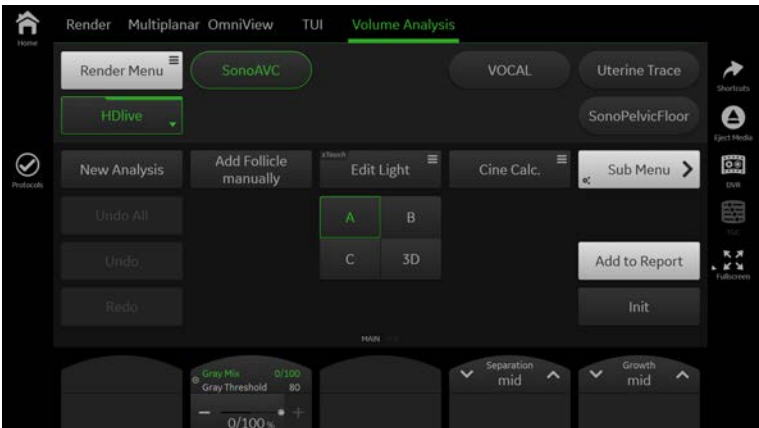 Home
Render Multiplanar OmniView TUI Volume Analysis
Render Menu SonoAVC VOCAL Uterine Trace
Shortcuts
HDlive SonoPelvicFloor
Eject Media
Protocols
New Analysis Add Follicle manually xTouch Edit Light Cine Calc. Sub Menu
DVR
Undo All A B
TGC
Undo C 3D Add to Report
Fullscreen
Redo Init
MAIN
Gray Mix 0/100
Gray Threshold 80
0/100 %
Separation
mid
Growth
mid